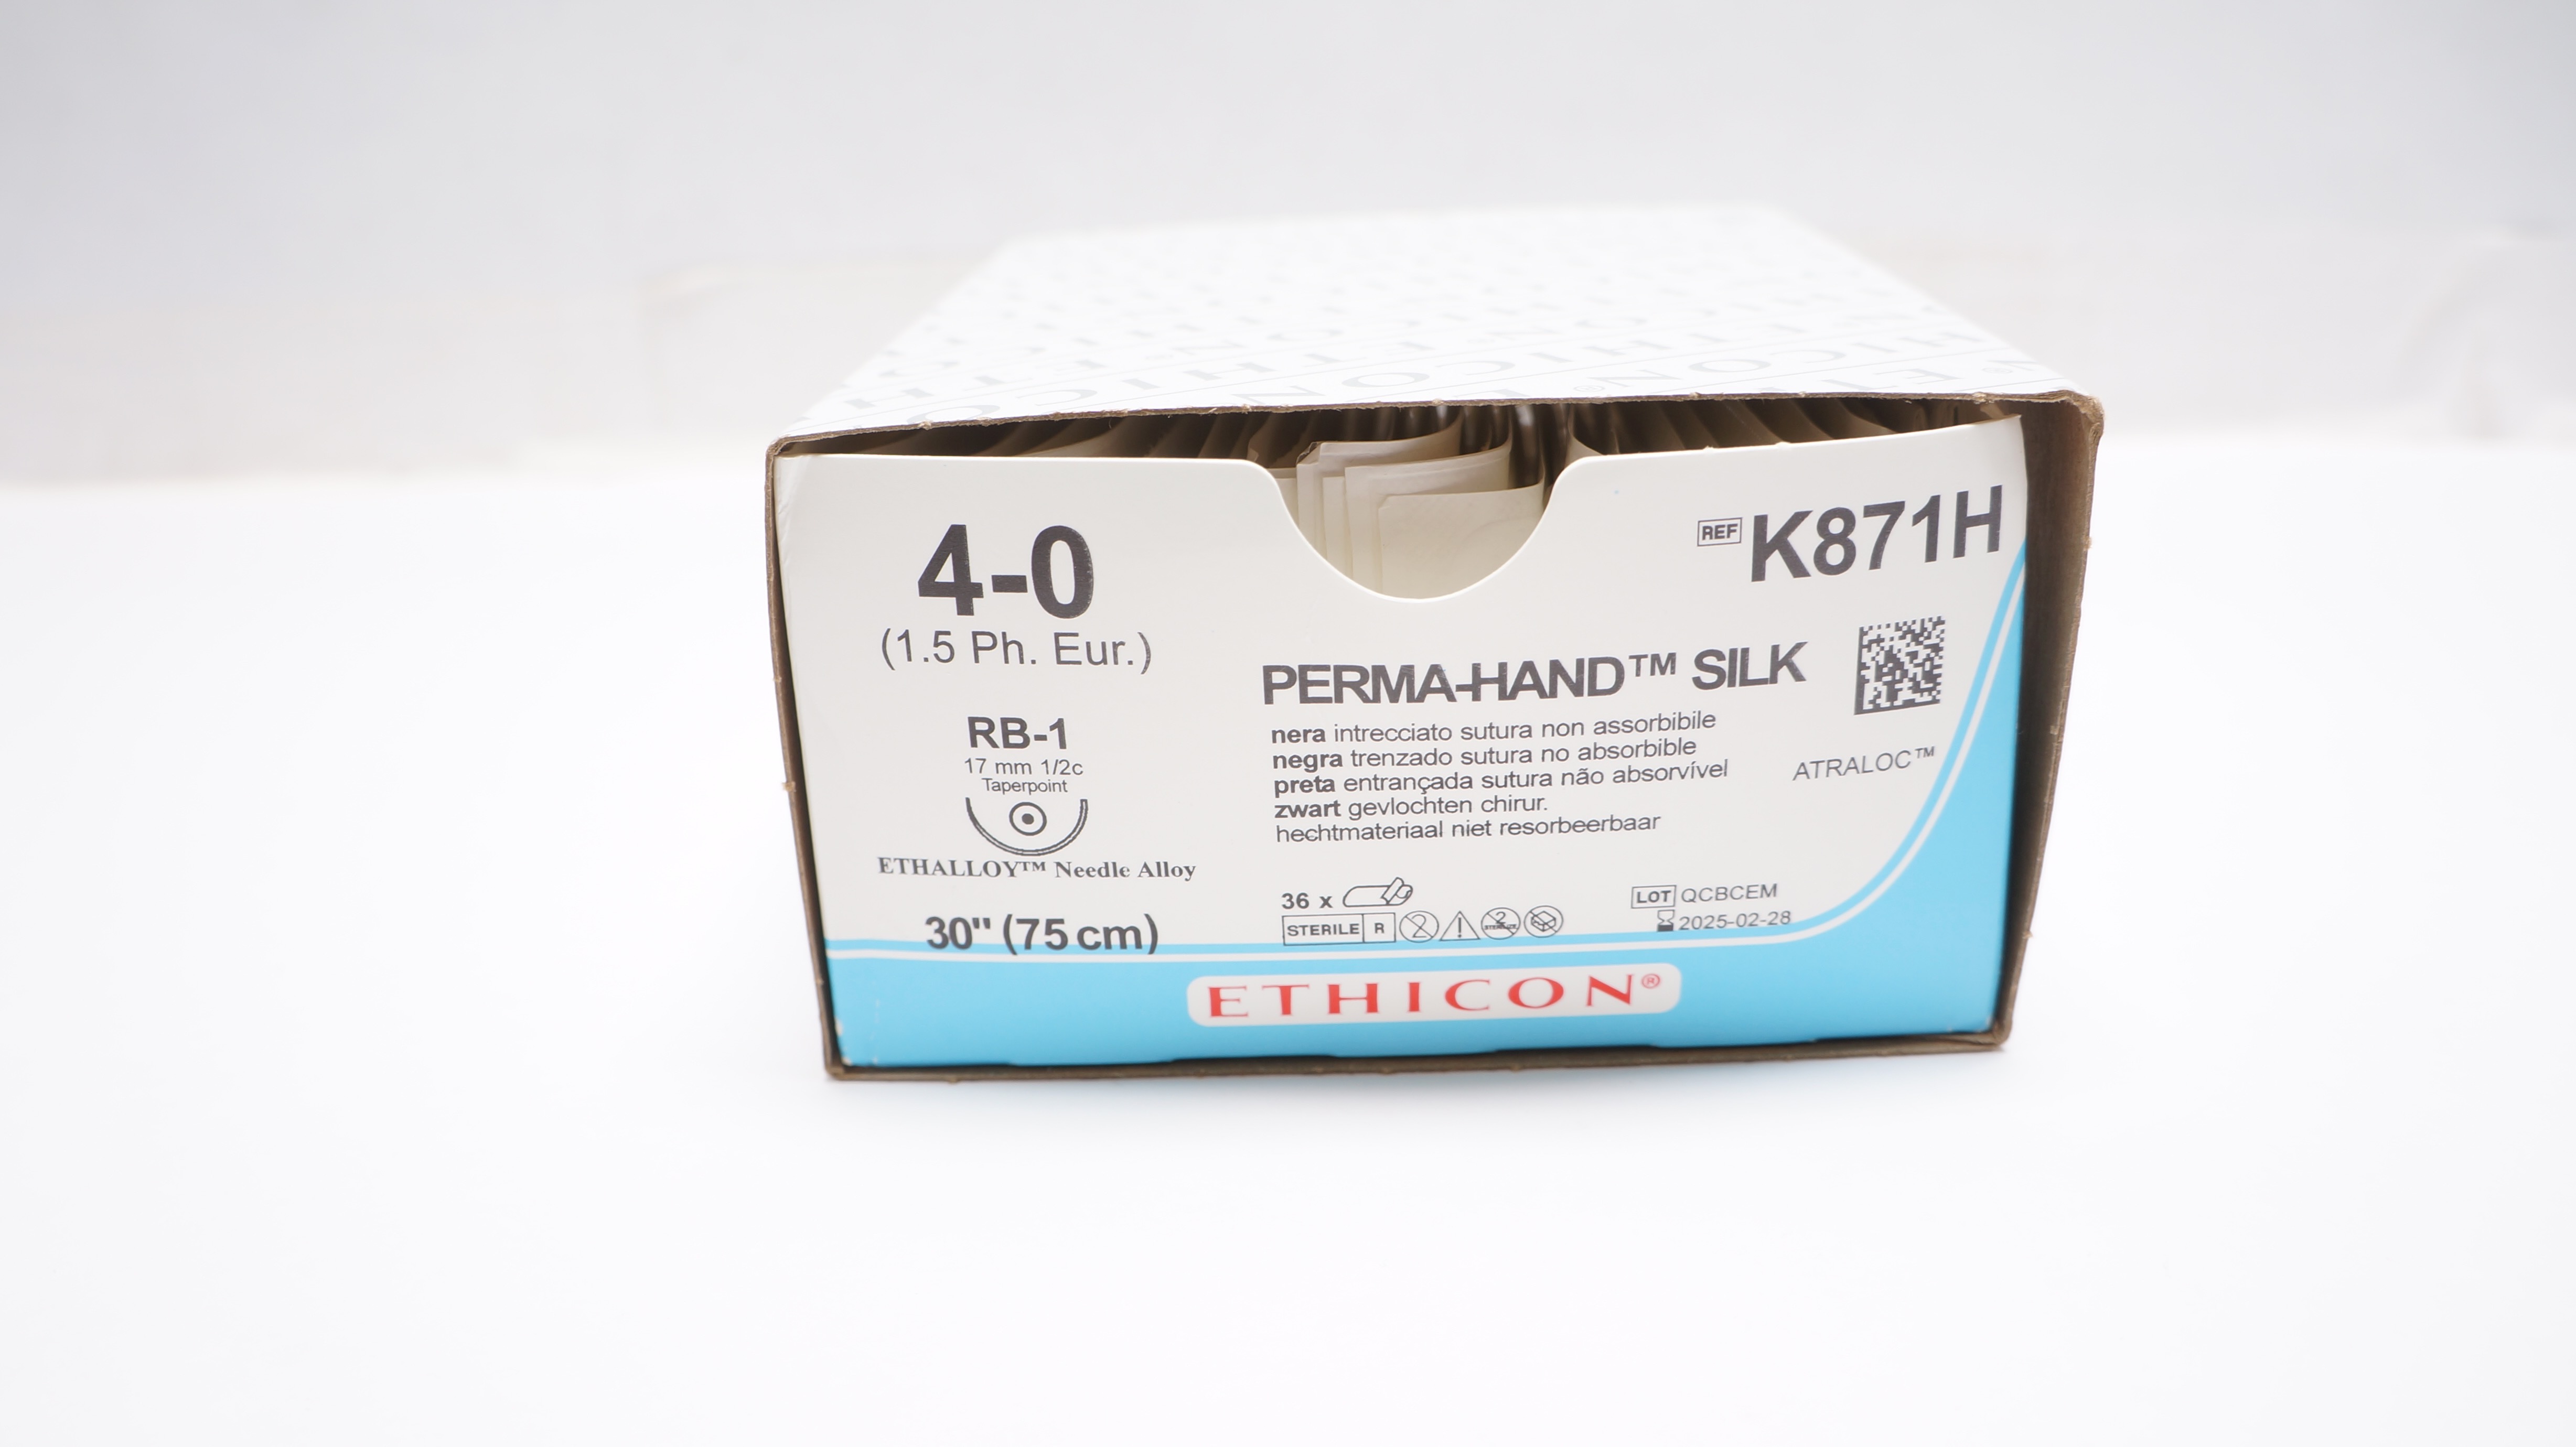 4-0
(1.5 Ph. Eur.)
RB-1
17 mm 1/2c
Taperpoint
ETHALLOY™ Needle Alloy
30" (75 cm)
REF K871H
PERMA-HAND™ SILK
nera intrecciato sutura non assorbibile
negra trenzado sutura no absorbible
preta entrançada sutura não absorvível
zwart gevlochten chirur.
hechtmateriaal niet resorbeerbaar
ATRALOC™
36 x
STERILE R 2 2
LOT QCBCEM
2025-02-28
ETHICON®